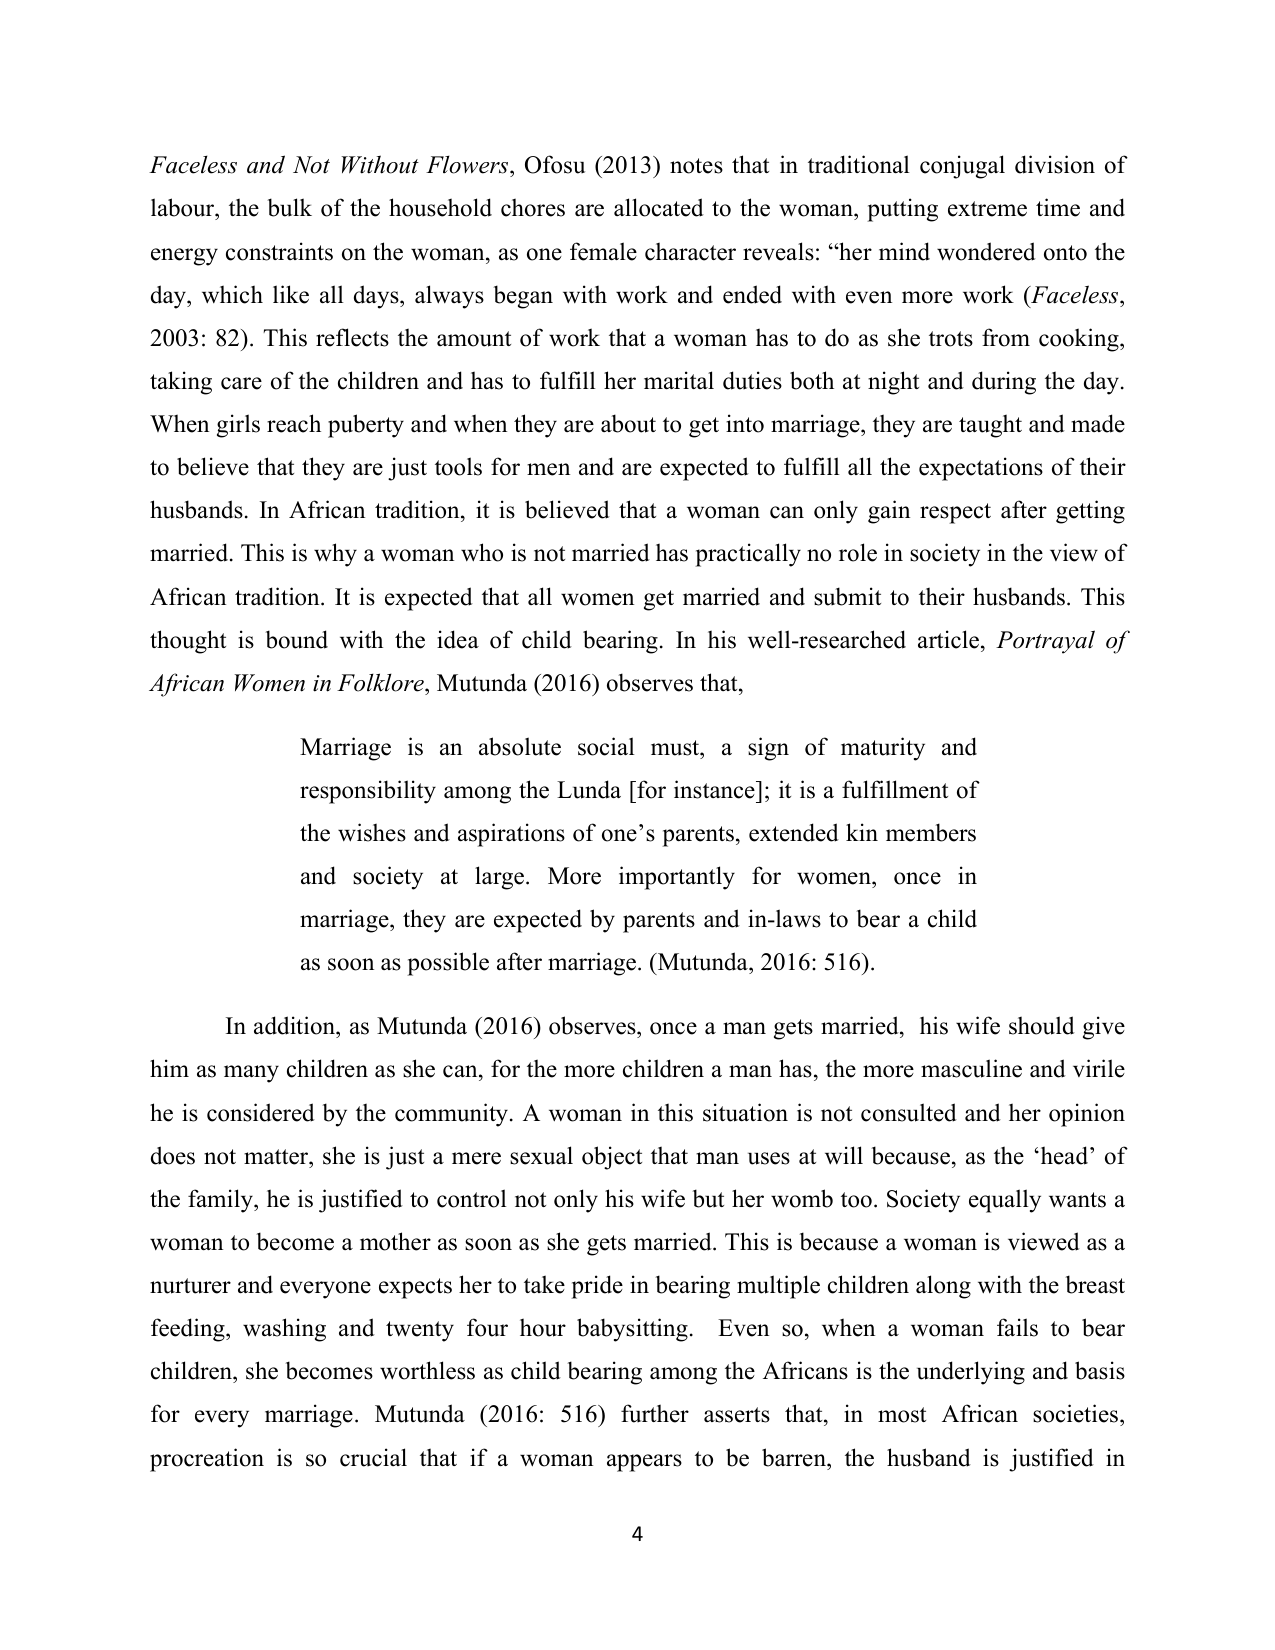 Faceless and Not Without Flowers, Ofosu (2013) notes that in traditional conjugal division of
labour, the bulk of the household chores are allocated to the woman, putting extreme time and
energy constraints on the woman, as one female character reveals: “her mind wondered onto the
day, which like all days, always began with work and ended with even more work (Faceless,
2003: 82). This reflects the amount of work that a woman has to do as she trots from cooking,
taking care of the children and has to fulfill her marital duties both at night and during the day.
When girls reach puberty and when they are about to get into marriage, they are taught and made
to believe that they are just tools for men and are expected to fulfill all the expectations of their
husbands. In African tradition, it is believed that a woman can only gain respect after getting
married. This is why a woman who is not married has practically no role in society in the view of
African tradition. It is expected that all women get married and submit to their husbands. This
thought is bound with the idea of child bearing. In his well-researched article, Portrayal of
African Women in Folklore, Mutunda (2016) observes that,
Marriage is an absolute social must, a sign of maturity and
responsibility among the Lunda [for instance]; it is a fulfillment of
the wishes and aspirations of one’s parents, extended kin members
and society at large. More importantly for women, once in
marriage, they are expected by parents and in-laws to bear a child
as soon as possible after marriage. (Mutunda, 2016: 516).
In addition, as Mutunda (2016) observes, once a man gets married,  his wife should give
him as many children as she can, for the more children a man has, the more masculine and virile
he is considered by the community. A woman in this situation is not consulted and her opinion
does not matter, she is just a mere sexual object that man uses at will because, as the ‘head’ of
the family, he is justified to control not only his wife but her womb too. Society equally wants a
woman to become a mother as soon as she gets married. This is because a woman is viewed as a
nurturer and everyone expects her to take pride in bearing multiple children along with the breast
feeding, washing and twenty four hour babysitting.  Even so, when a woman fails to bear
children, she becomes worthless as child bearing among the Africans is the underlying and basis
for every marriage. Mutunda (2016: 516) further asserts that, in most African societies,
procreation is so crucial that if a woman appears to be barren, the husband is justified in
4